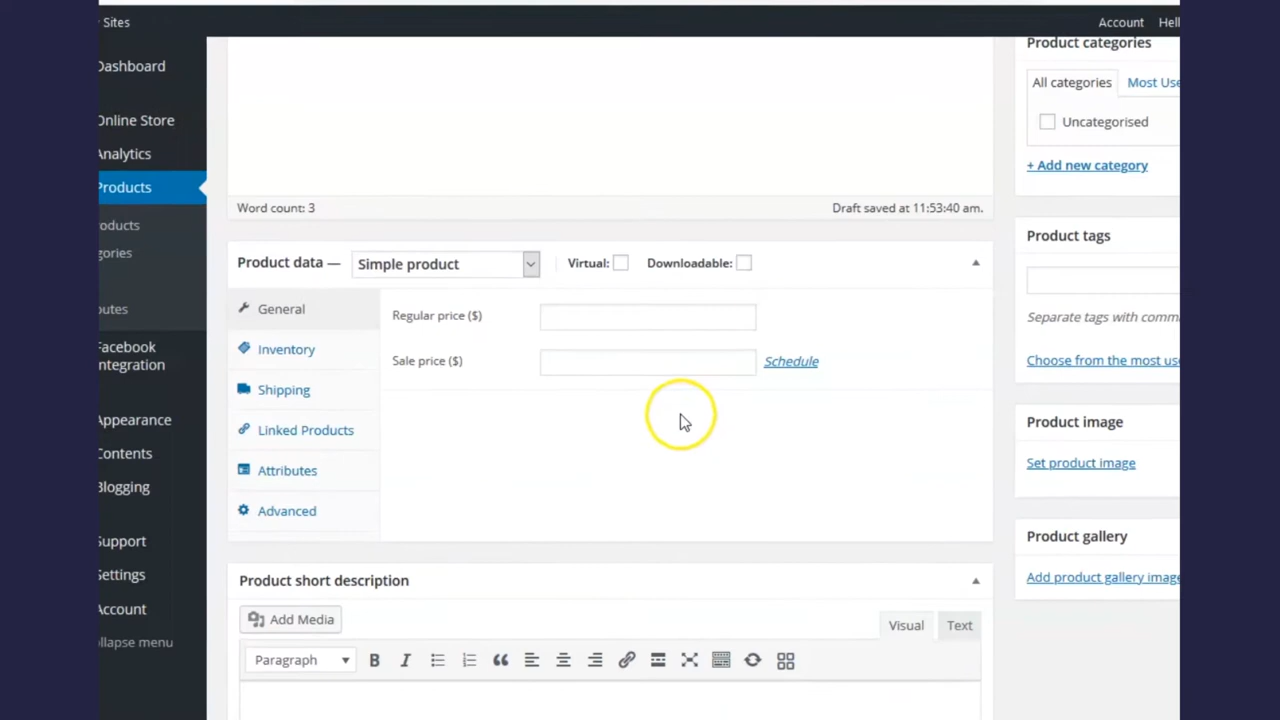 Sites
Account Hell
Dashboard
Online Store
Analytics
Products
oducts
gories
utes
Facebook
ntegration
Appearance
Contents
Blogging
Support
Settings
Account
ollapse menu
Word count: 3
Draft saved at 11:53:40 am.
Product data — Simple product
Virtual:
Downloadable:
General
Inventory
Shipping
Linked Products
Attributes
Advanced
Regular price ($)
Sale price ($)
Schedule
Product short description
Add Media
Visual Text
Paragraph
B I
Product categories
All categories Most Use
Uncategorised
+ Add new category
Product tags
Separate tags with comm
Choose from the most use
Product image
Set product image
Product gallery
Add product gallery image